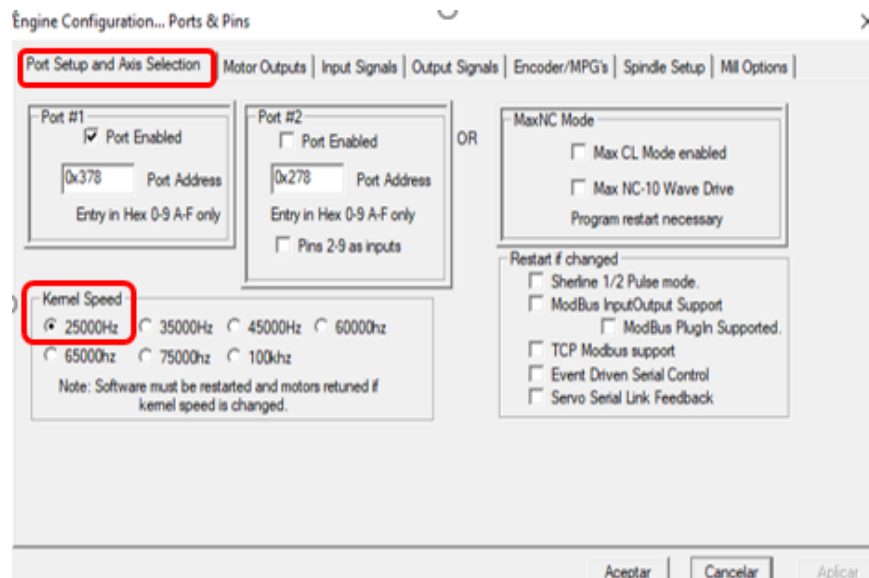 Engine Configuration... Ports & Pins
Port Setup and Axis Selection Motor Outputs Input Signals Output Signals Encoder/MPG's Spindle Setup Mill Options
Port #1
Port Enabled
0x378 Port Address
Entry in Hex 0-9 A-F only
Port #2
Port Enabled
0x278 Port Address
Entry in Hex 0-9 A-F only
Pins 2-9 as inputs
OR
MaxNC Mode
Max CL Mode enabled
Max NC-10 Wave Drive
Program restart necessary
Kernel Speed
25000Hz 35000Hz 45000Hz 60000hz
65000hz 75000hz 100khz
Note: Software must be restarted and motors retuned if
kernel speed is changed.
Restart if changed
Sherline 1/2 Pulse mode.
ModBus InputOutput Support
ModBus PlugIn Supported.
TCP Modbus support
Event Driven Serial Control
Servo Serial Link Feedback
Aceptar Cancelar Aplicar